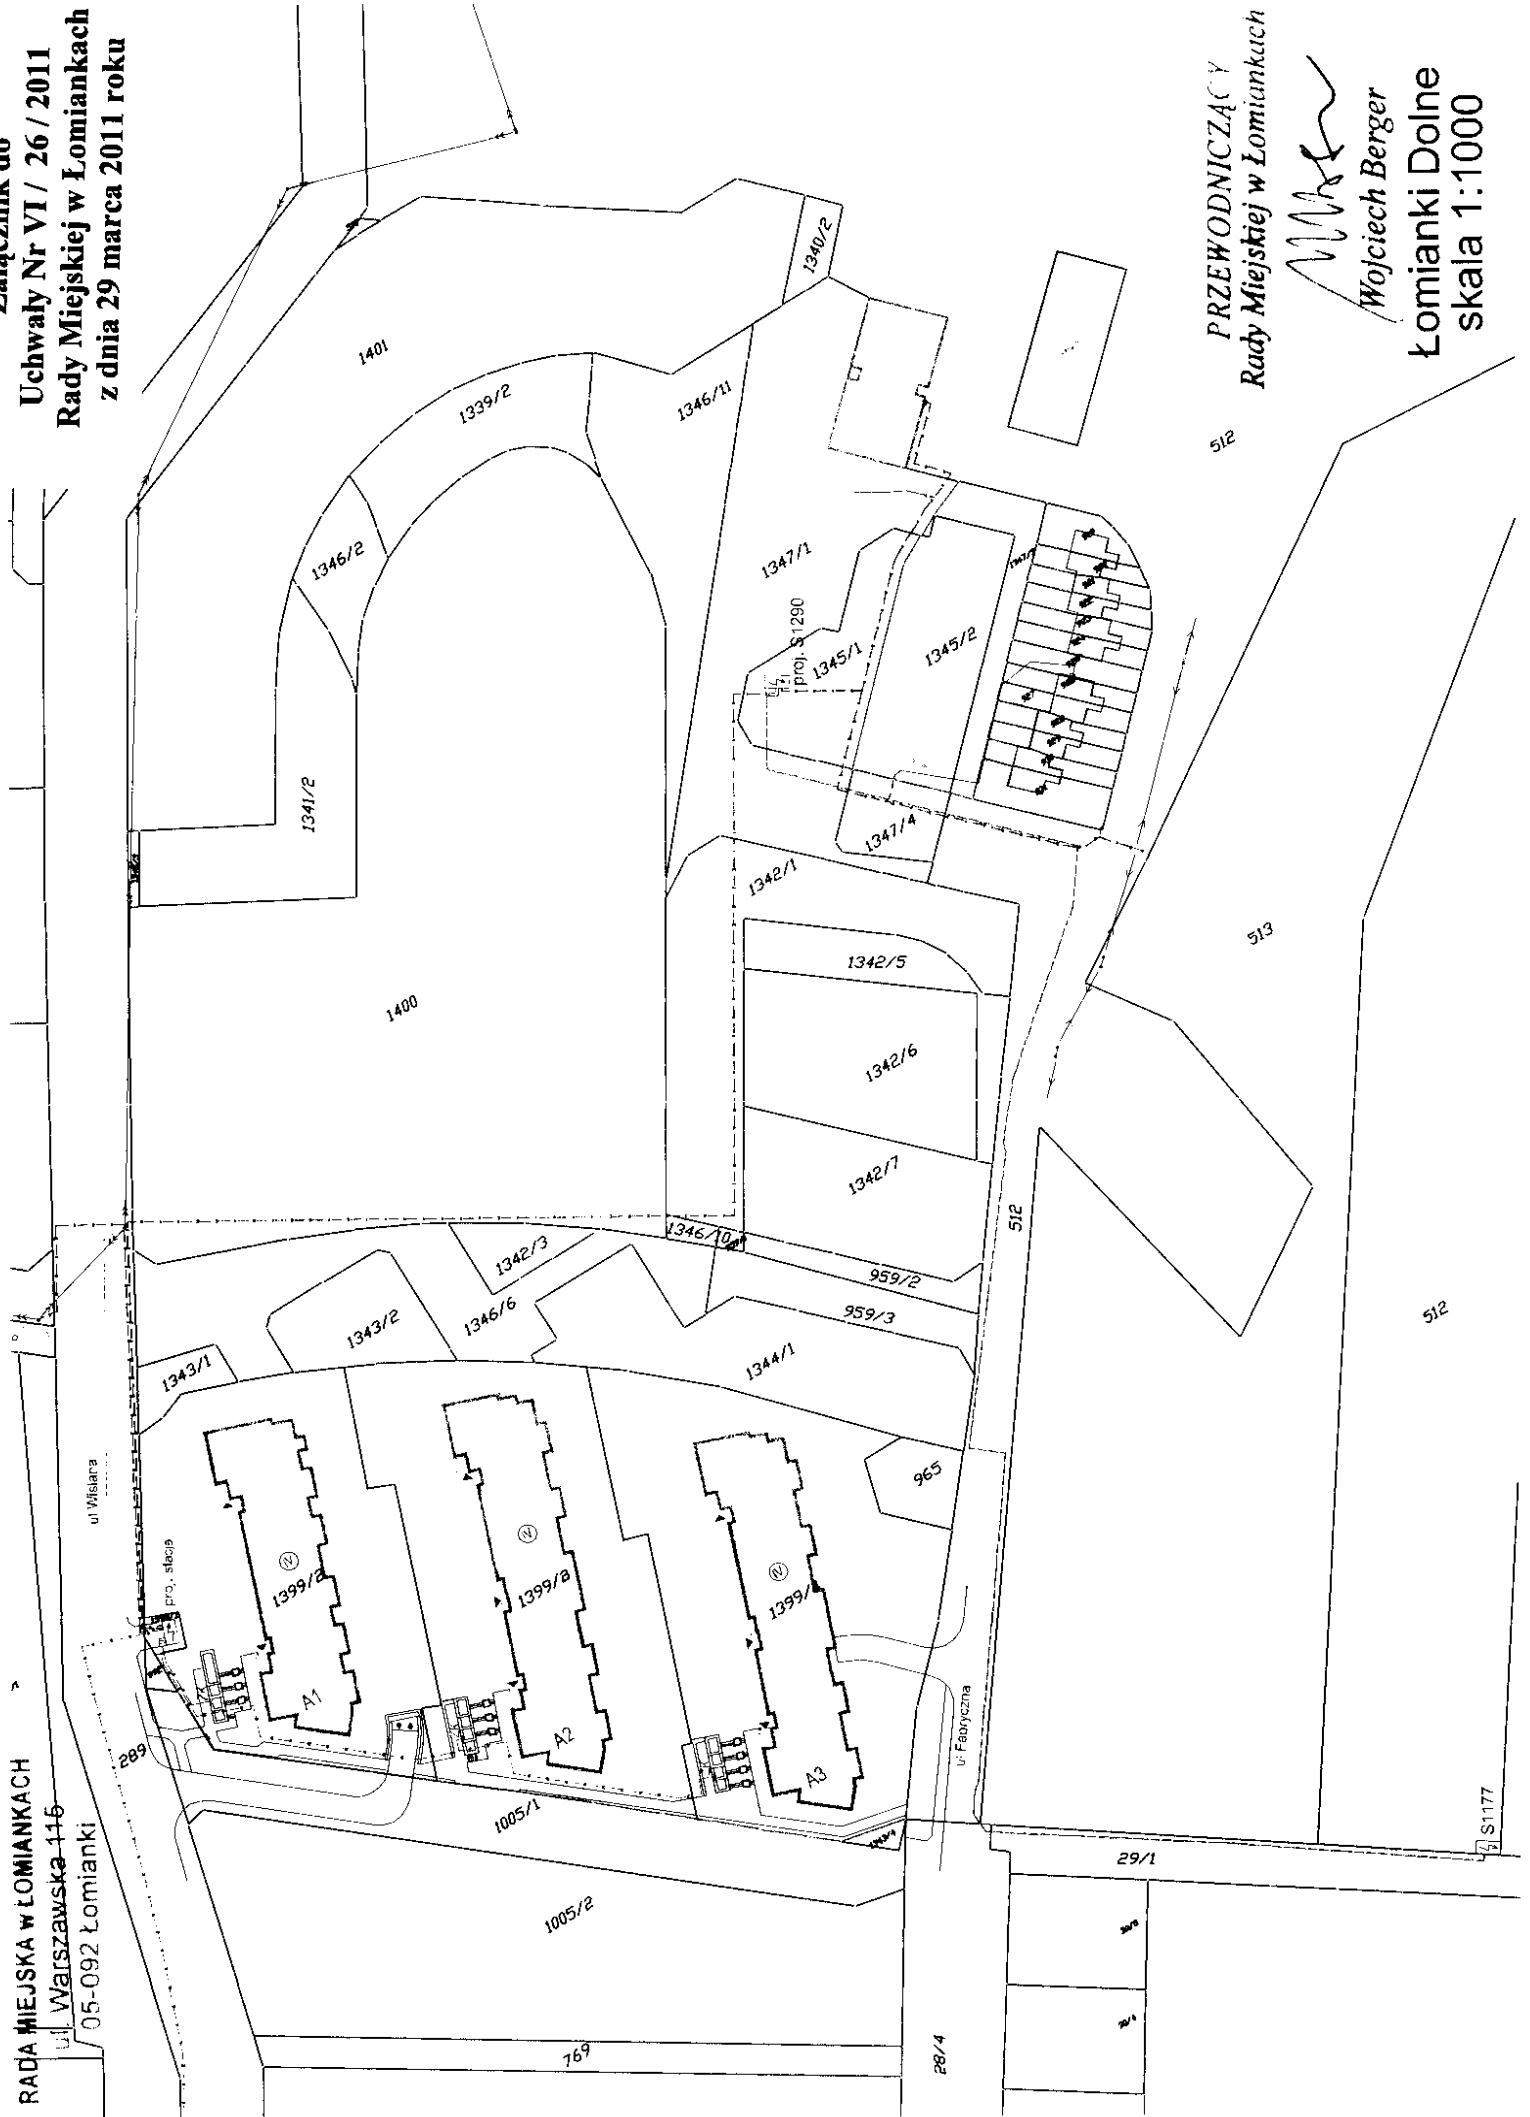 RADA MIEJSKA w ŁOMIANKACH
ul. Warszawska 115
05-092 Łomianki
Załącznik do
Uchwały Nr VI / 26 / 2011
Rady Miejskiej w Łomiankach
z dnia 29 marca 2011 roku
PRZEWODNICZĄCY
Rady Miejskiej w Łomiankach
Wojciech Berger
Łomianki Dolne
skala 1:1000
ul Wiślana
proj. stacja
289
1343/1
1343/2
1342/3
1346/6
1346/10
1344/1
959/2
959/3
965
1399/2
A1
A2
1399/
A3
1005/1
1005/2
769
28/4
29/1
S1177
ul Fabryczna
1400
1401
1341/2
1346/2
1339/2
1346/11
1340/2
1347/1
proj. S1290
1345/1
1345/2
1347/4
1342/1
1342/5
1342/6
1342/7
512
512
513
512